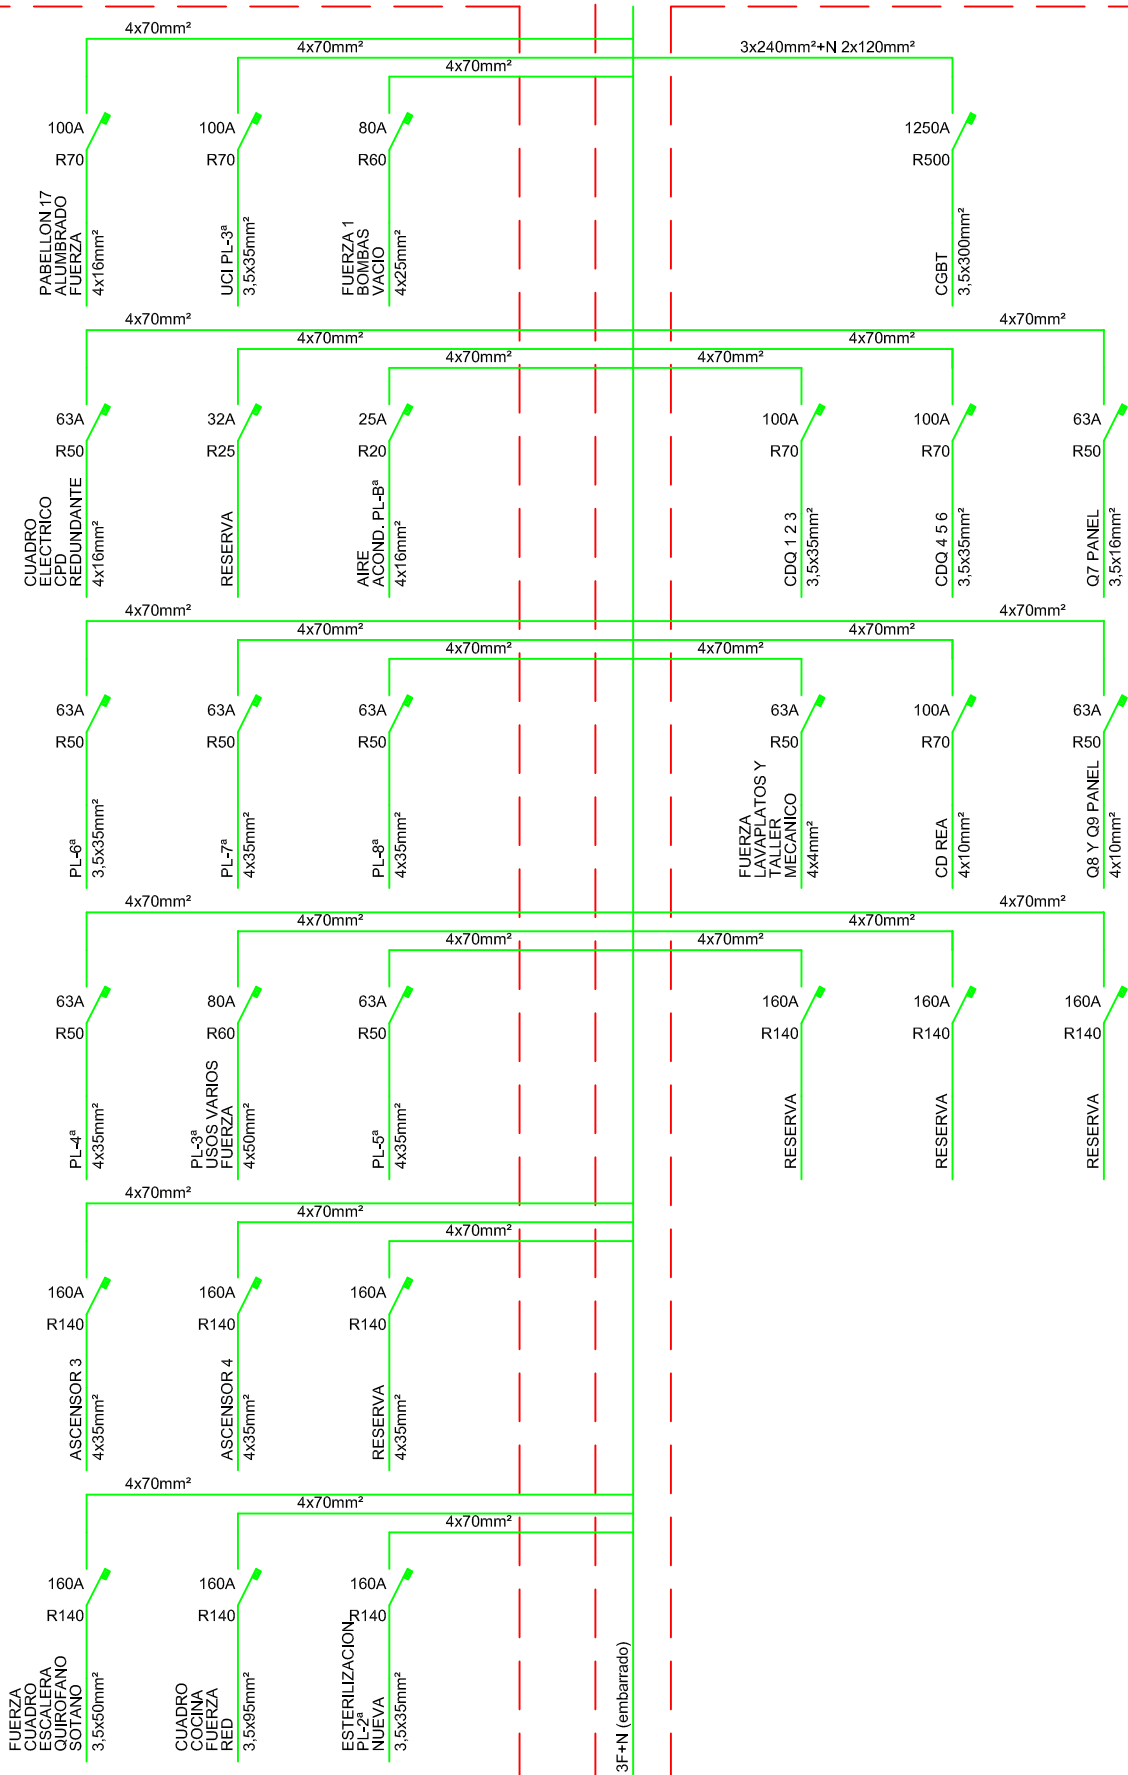 4x70mm²
4x70mm²
3x240mm²+N 2x120mm²
4x70mm²
100A
R70
PABELLON 17
ALUMBRADO
FUERZA
4x16mm²
100A
R70
UCI PL-3ª
3,5x35mm²
80A
R60
FUERZA 1
BOMBAS
VACIO
4x25mm²
1250A
R500
CGBT
3,5x300mm²
4x70mm²
4x70mm²
4x70mm²
4x70mm²
4x70mm²
4x70mm²
63A
R50
CUADRO
ELECTRICO
CPD
REDUNDANTE
4x16mm²
32A
R25
RESERVA
25A
R20
AIRE
ACOND. PL-Bª
4x16mm²
100A
R70
CDQ 1 2 3
3,5x35mm²
100A
R70
CDQ 4 5 6
3,5x35mm²
63A
R50
Q7 PANEL
3,5x16mm²
4x70mm²
4x70mm²
4x70mm²
4x70mm²
4x70mm²
4x70mm²
63A
R50
PL-6ª
3,5x35mm²
63A
R50
PL-7ª
4x35mm²
63A
R50
PL-8ª
4x35mm²
63A
R50
FUERZA
LAVAPLATOS Y
TALLER
MECANICO
4x4mm²
100A
R70
CD REA
4x10mm²
63A
R50
Q8 Y Q9 PANEL
4x10mm²
4x70mm²
4x70mm²
4x70mm²
4x70mm²
4x70mm²
4x70mm²
63A
R50
PL-4ª
4x35mm²
80A
R60
PL-3ª
USOS VARIOS
FUERZA
4x50mm²
63A
R50
PL-5ª
4x35mm²
160A
R140
RESERVA
160A
R140
RESERVA
160A
R140
RESERVA
4x70mm²
4x70mm²
4x70mm²
160A
R140
ASCENSOR 3
4x35mm²
160A
R140
ASCENSOR 4
4x35mm²
160A
R140
RESERVA
4x35mm²
4x70mm²
4x70mm²
4x70mm²
160A
R140
FUERZA
CUADRO
ESCALERA
QUIROFANO
SOTANO
3,5x50mm²
160A
R140
CUADRO
COCINA
FUERZA
RED
3,5x95mm²
160A
R140
ESTERILIZACION
PL-2ª
NUEVA
3,5x35mm²
3F+N (embarrado)